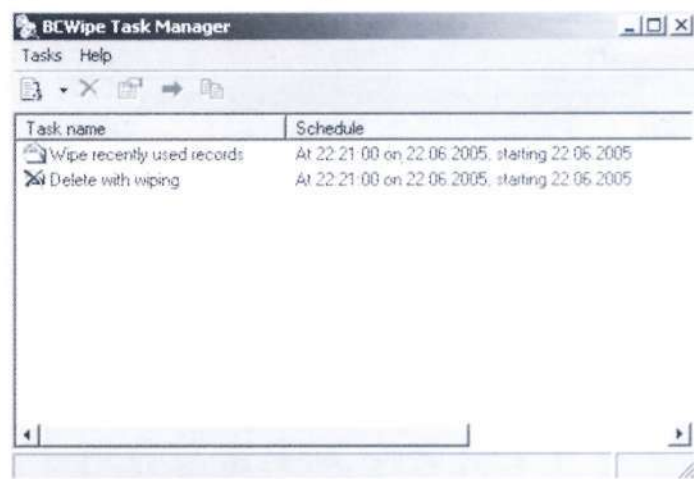 BCWipe Task Manager
Tasks Help
Task name Schedule
Wipe recently used records At 22:21:00 on 22.06.2005, starting 22.06.2005
Delete with wiping At 22:21:00 on 22.06.2005, starting 22.06.2005